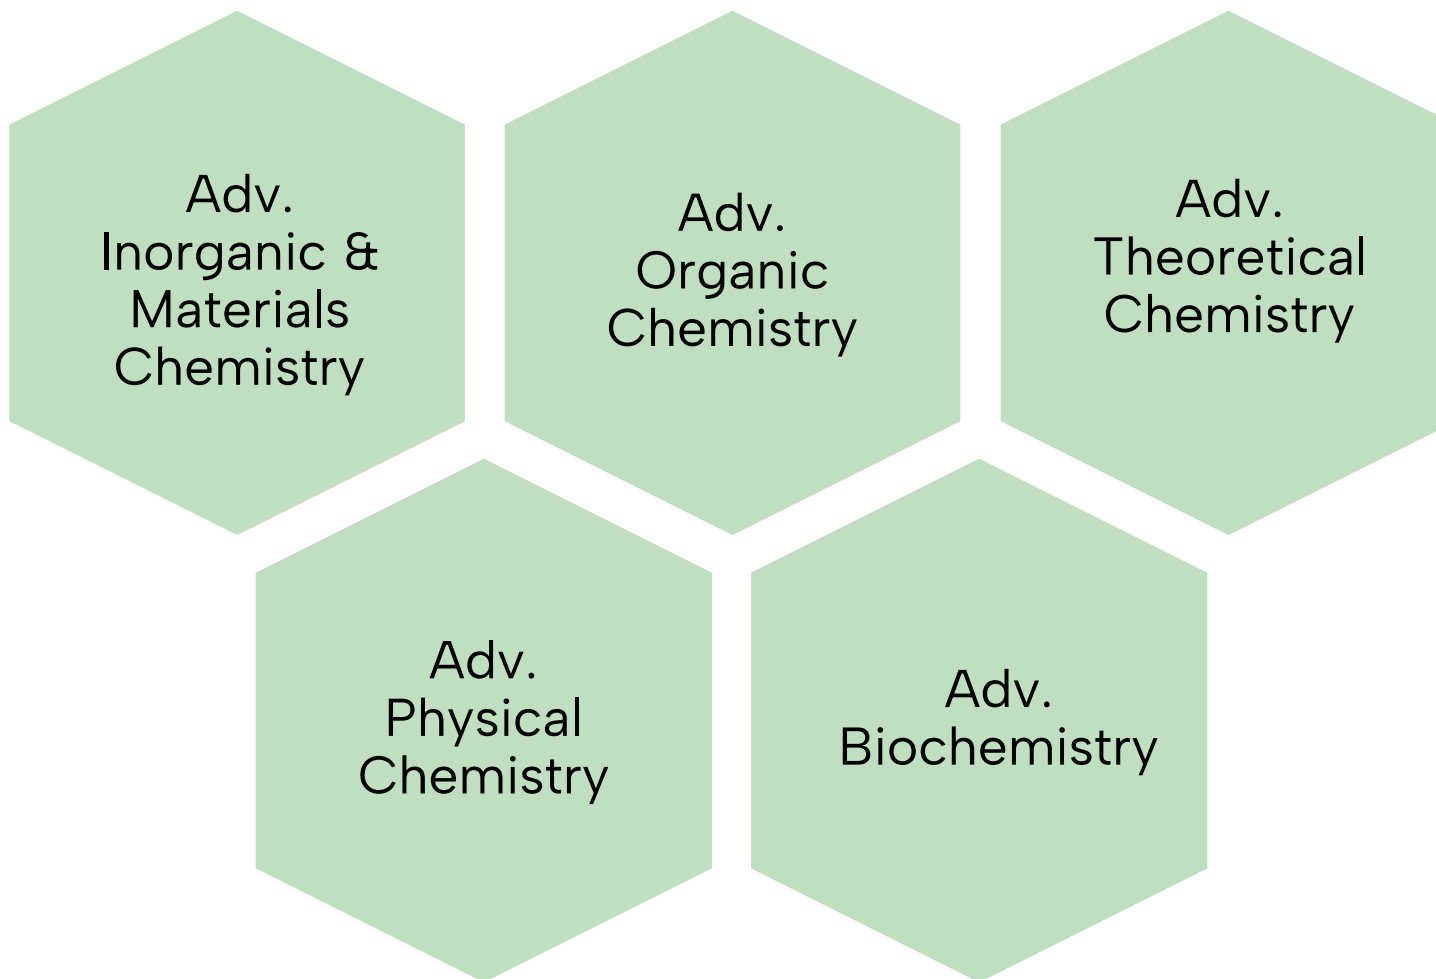 Adv.
Inorganic &
Materials
Chemistry
Adv.
Organic
Chemistry
Adv.
Theoretical
Chemistry
Adv.
Physical
Chemistry
Adv.
Biochemistry